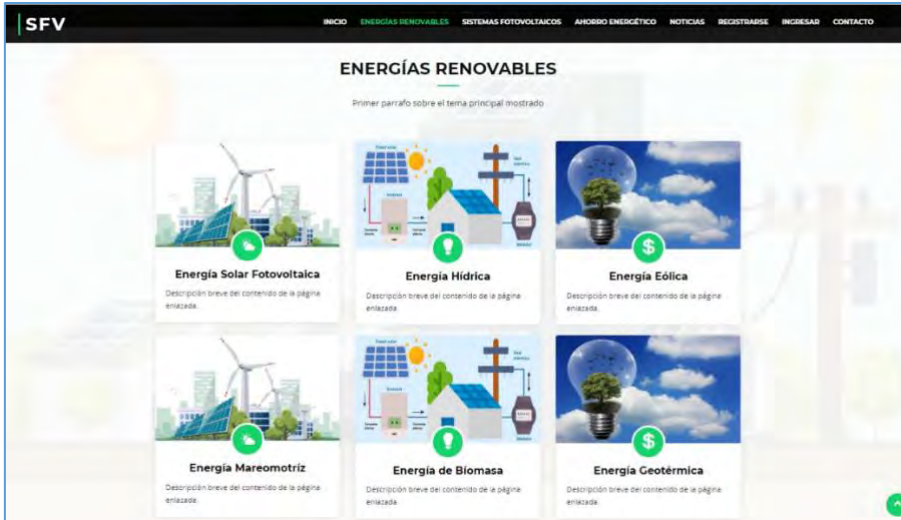 SFV
INICIO ENERGÍAS RENOVABLES SISTEMAS FOTOVOLTAICOS AHORRO ENERGÉTICO NOTICIAS REGISTRARSE INGRESAR CONTACTO
ENERGÍAS RENOVABLES
Primer parrafo sobre el tema principal mostrado
Energía Solar Fotovoltaica
Descripción breve del contenido de la página
enlazada.
Energía Hídrica
Descripción breve del contenido de la página
enlazada.
Energía Eólica
Descripción breve del contenido de la página
enlazada.
Energía Mareomotríz
Descripción breve del contenido de la página
enlazada.
Energía de Biomasa
Descripción breve del contenido de la página
enlazada.
Energía Geotérmica
Descripción breve del contenido de la página
enlazada.